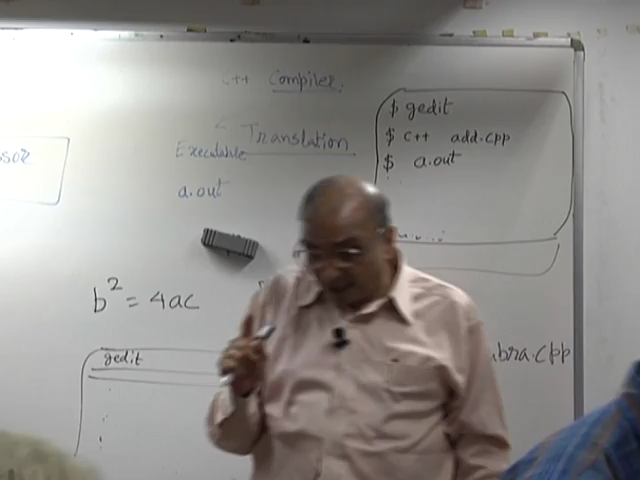 C++ Compiler.
Translation
Executable
a.out
$ gedit
$ c++ add.cpp
$ a.out
b² = 4ac
gedit
bra.cpp